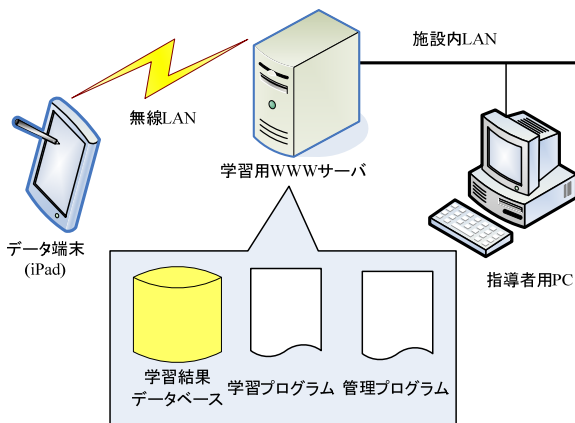 施設内LAN
無線LAN
学習用WWWサーバ
データ端末
(iPad)
指導者用PC
学習結果
データベース
学習プログラム
管理プログラム